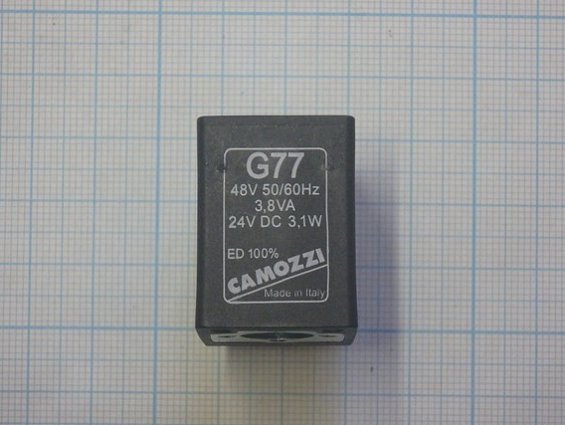 G77
48V 50/60Hz
3,8VA
24V DC 3,1W
ED 100%
CAMOZZI
Made in Italy